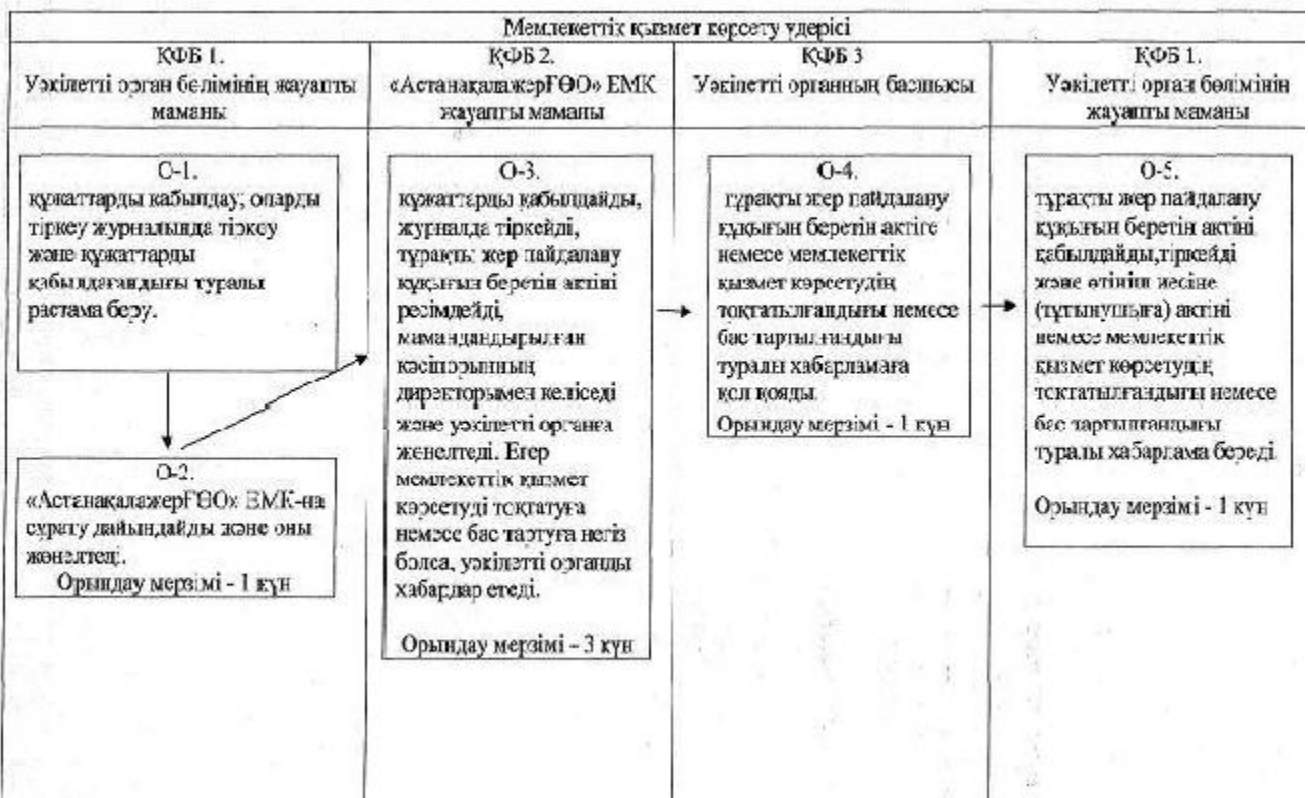 Мемлекеттік қызмет көрсету үдерісі
ҚФБ 1.
Уәкілетті орган бөлімінің жауапты
маманы
ҚФБ 2.
«АстанақалажерҒӨО» ЕМК
жауапты маманы
ҚФБ 3
Уәкілетті органның басшысы
ҚФБ 1.
Уәкілетті орган бөлімінін
жауапты маманы
О-1.
құжаттарды қабылдау; оларды
тіркеу журналында тіркеу
және құжаттарды
қабылдағандығы туралы
растама беру.
О-2.
«АстанақалажерҒӨО» ЕМК-на
сұрату дайындайды және оны
жөнелтеді.
Орындау мерзімі - 1 күн
О-3.
құжаттарды қабылдайды,
журналда тіркейді,
тұрақты жер пайдалану
құқығын беретін актіні
ресімдейді,
мамандандырылған
кәсіпорынның
директорымен келіседі
және уәкілетті органға
жөнелтеді. Егер
мемлекеттік қызмет
көрсетуді тоқтатуға
немесе бас тартуға негіз
болса, уәкілетті органды
хабардар етеді.
Орындау мерзімі - 3 күн
О-4.
тұрақты жер пайдалану
құқығын беретін актіге
немесе мемлекеттік
қызмет көрсетудің
тоқтатылғандығы немесе
бас тартылғандығы
туралы хабарламаға
қол қояды.
Орындау мерзімі - 1 күн
О-5.
тұрақты жер пайдалану
құқығын беретін актіні
қабылдайды,тіркейді
және өтініш иесіне
(тұтынушыға) актіні
немесе мемлекеттік
қызмет көрсетудің
тоқтатылғандығы немесе
бас тартылғандығы
туралы хабарлама береді.
Орындау мерзімі - 1 күн